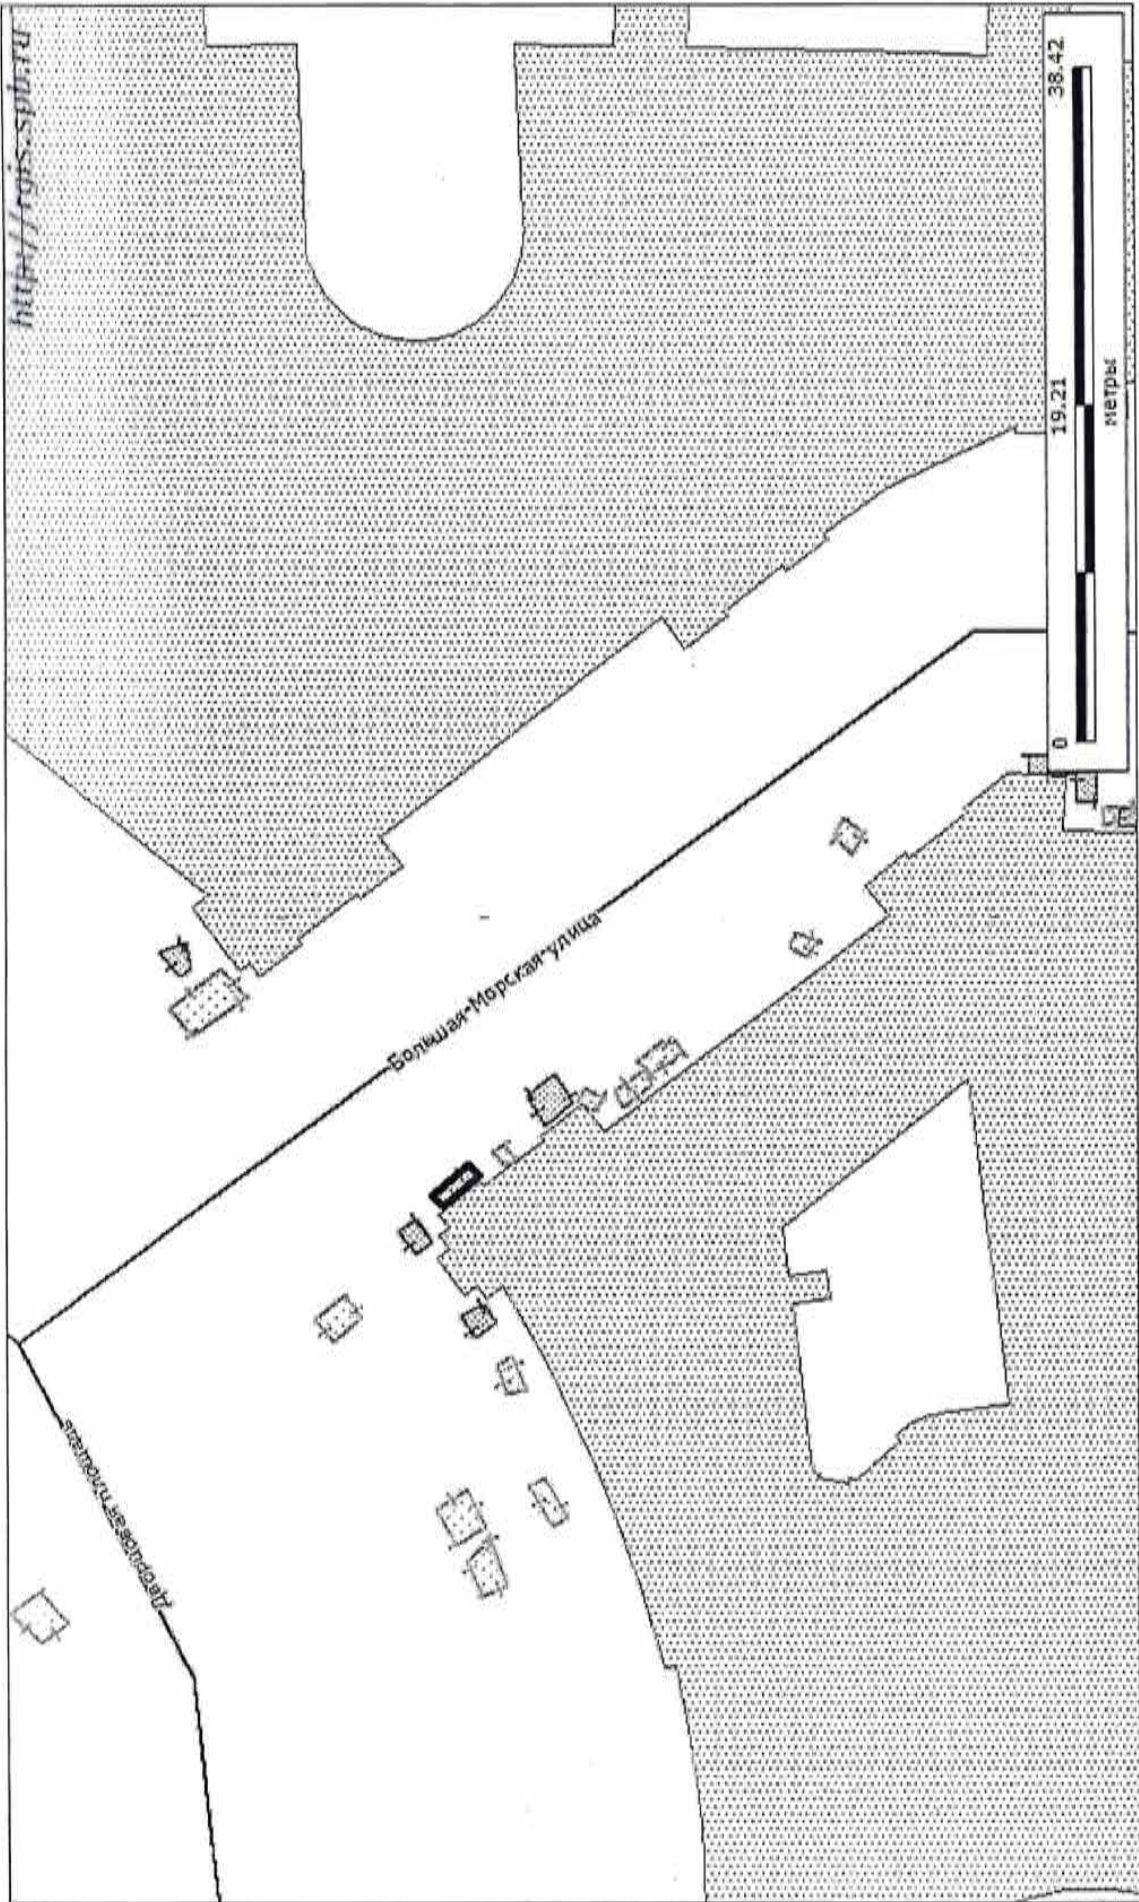 http://rgis.spb.ru
Большая Морская улица
Дворцовая площадь
0 19.21 38.42
метры